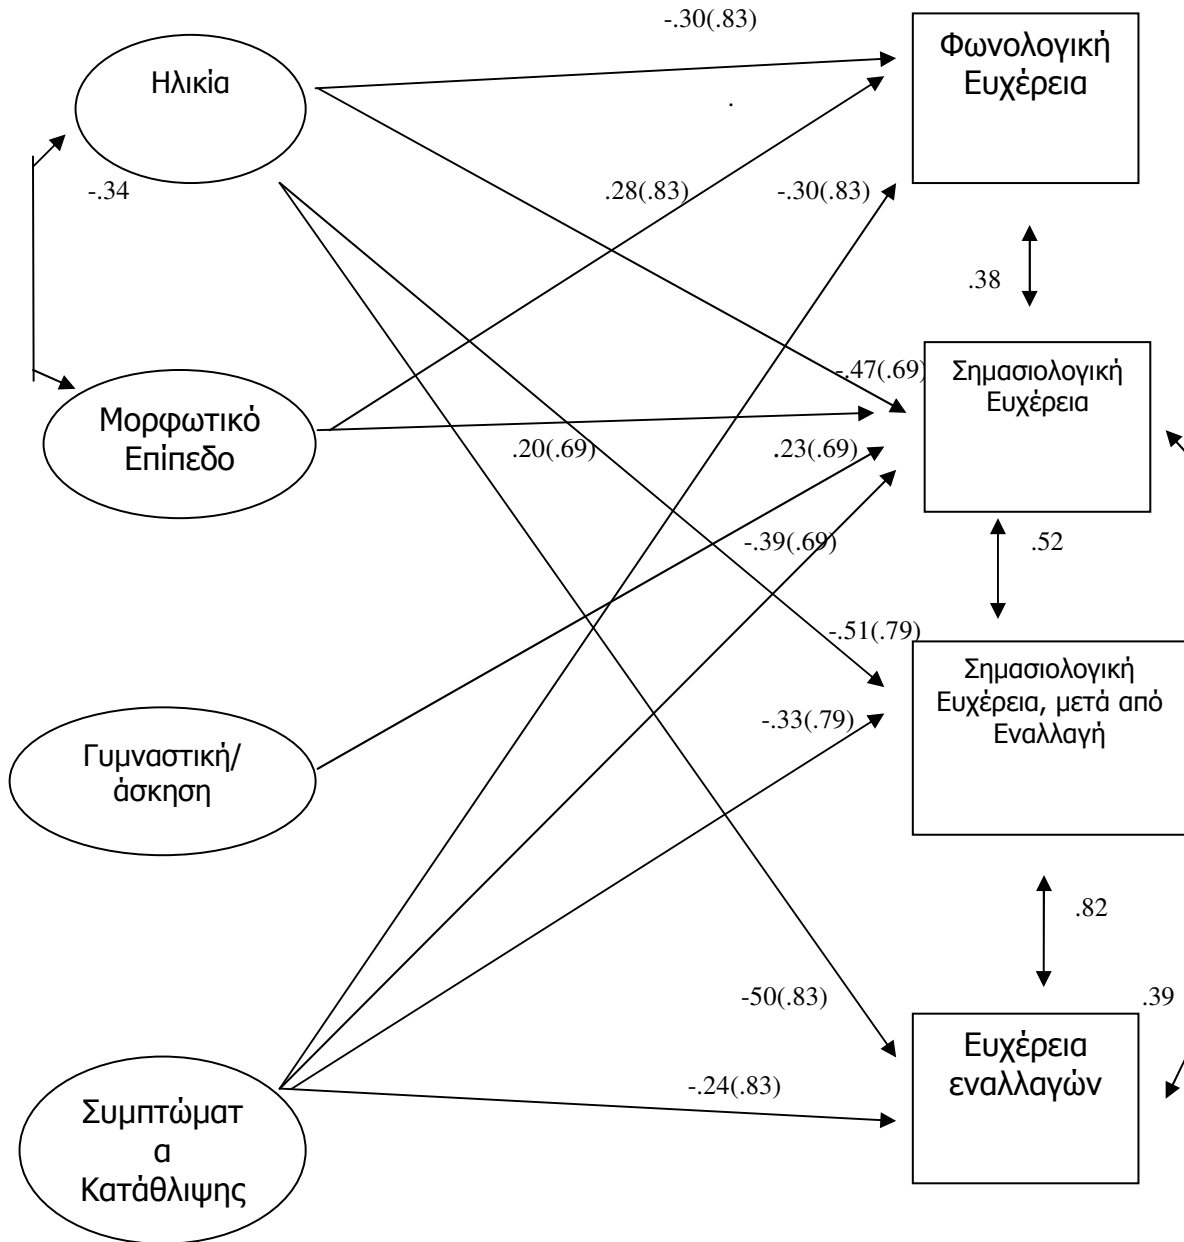 -.30(.83)
Ηλικία
Φωνολογική
Ευχέρεια
.
-.34
.28(.83)
-.30(.83)
.38
-.47(.69)
Σημασιολογική
Ευχέρεια
Μορφωτικό
Επίπεδο
.20(.69)
.23(.69)
-.39(.69)
.52
-.51(.79)
Σημασιολογική
Ευχέρεια, μετά από
Εναλλαγή
-.33(.79)
Γυμναστική/
άσκηση
.82
-50(.83)
.39
Ευχέρεια
εναλλαγών
-.24(.83)
Συμπτώματ
α
Κατάθλιψης